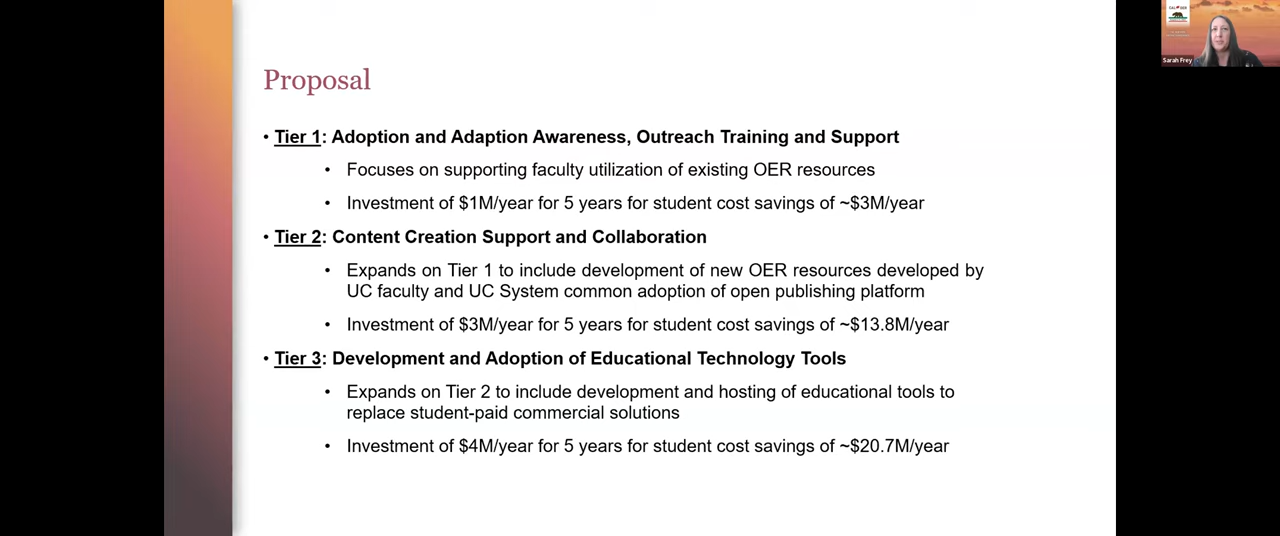 Proposal
• Tier 1: Adoption and Adaption Awareness, Outreach Training and Support
• Focuses on supporting faculty utilization of existing OER resources
• Investment of $1M/year for 5 years for student cost savings of ~$3M/year
• Tier 2: Content Creation Support and Collaboration
• Expands on Tier 1 to include development of new OER resources developed by
UC faculty and UC System common adoption of open publishing platform
• Investment of $3M/year for 5 years for student cost savings of ~$13.8M/year
• Tier 3: Development and Adoption of Educational Technology Tools
• Expands on Tier 2 to include development and hosting of educational tools to
replace student-paid commercial solutions
• Investment of $4M/year for 5 years for student cost savings of ~$20.7M/year
Sarah Frey